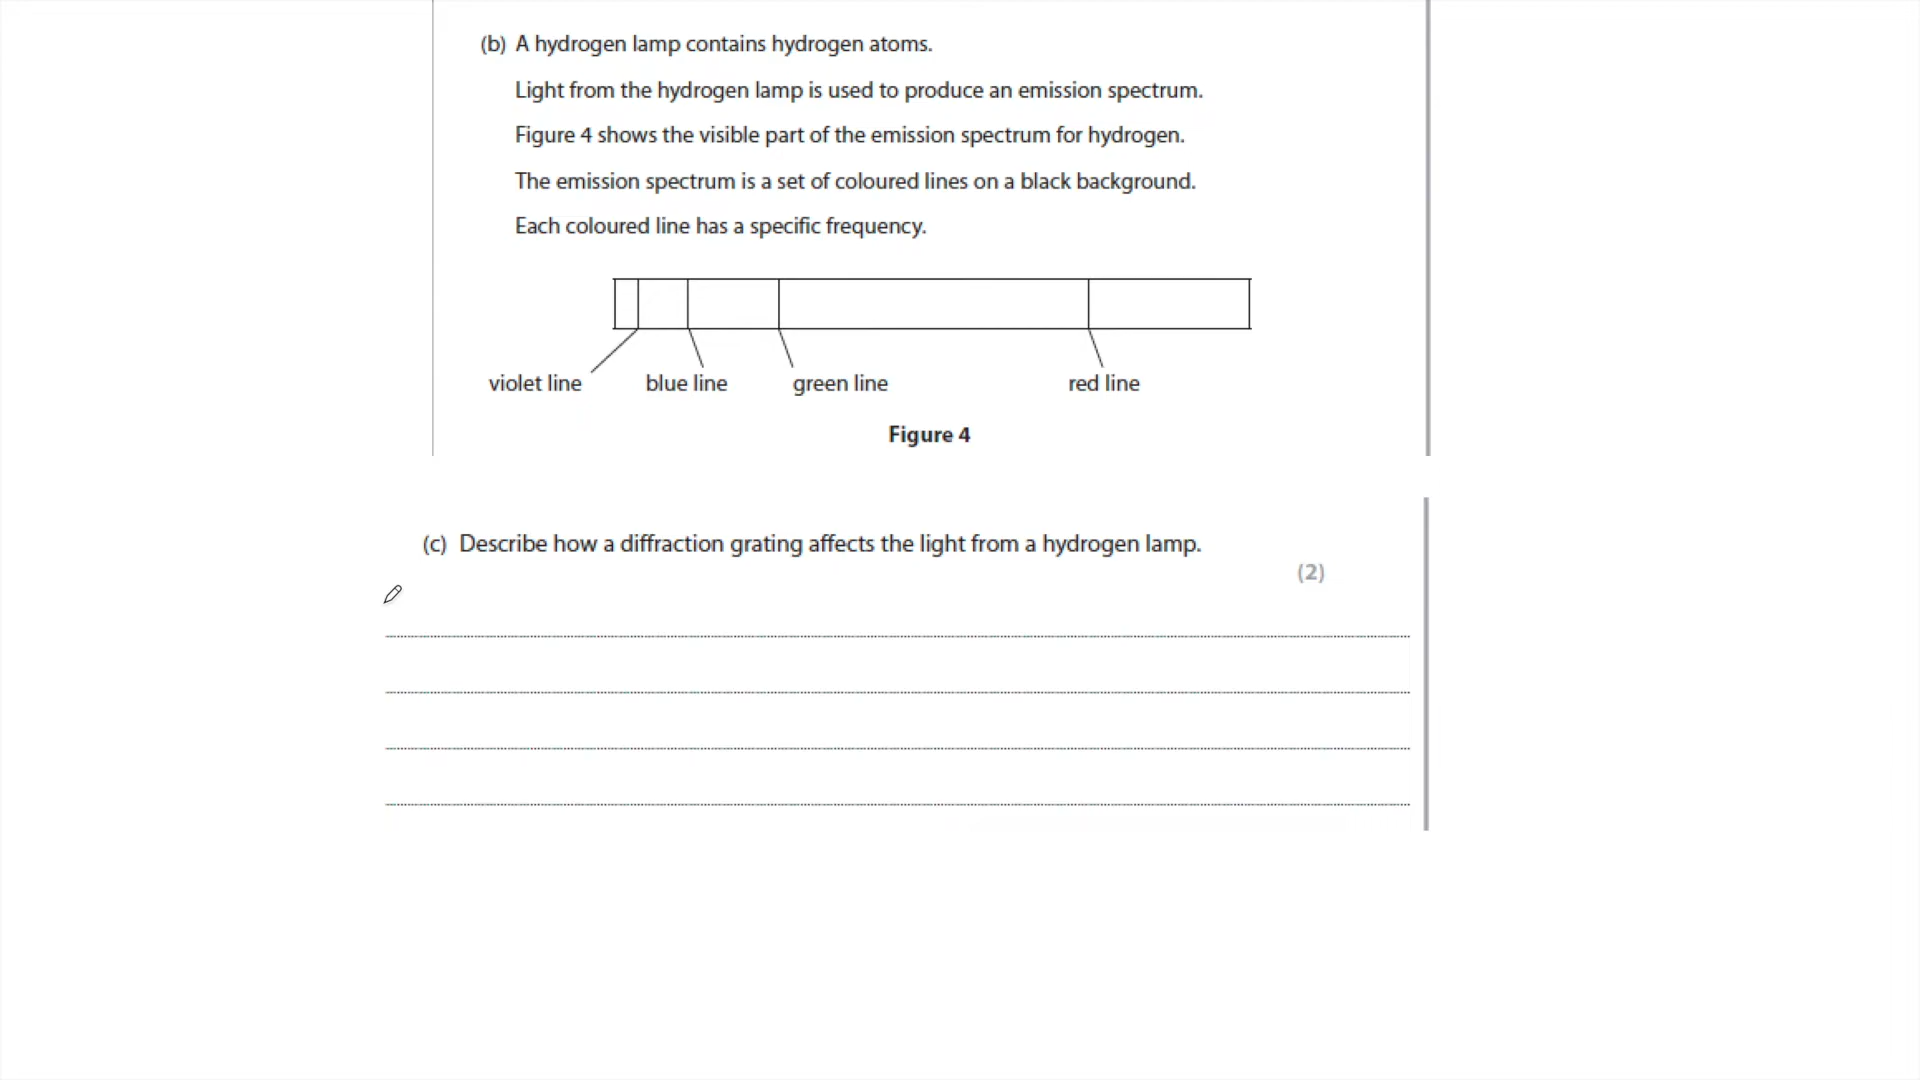 (b) A hydrogen lamp contains hydrogen atoms.
Light from the hydrogen lamp is used to produce an emission spectrum.
Figure 4 shows the visible part of the emission spectrum for hydrogen.
The emission spectrum is a set of coloured lines on a black background.
Each coloured line has a specific frequency.
violet line blue line green line red line
Figure 4
(c) Describe how a diffraction grating affects the light from a hydrogen lamp.
(2)